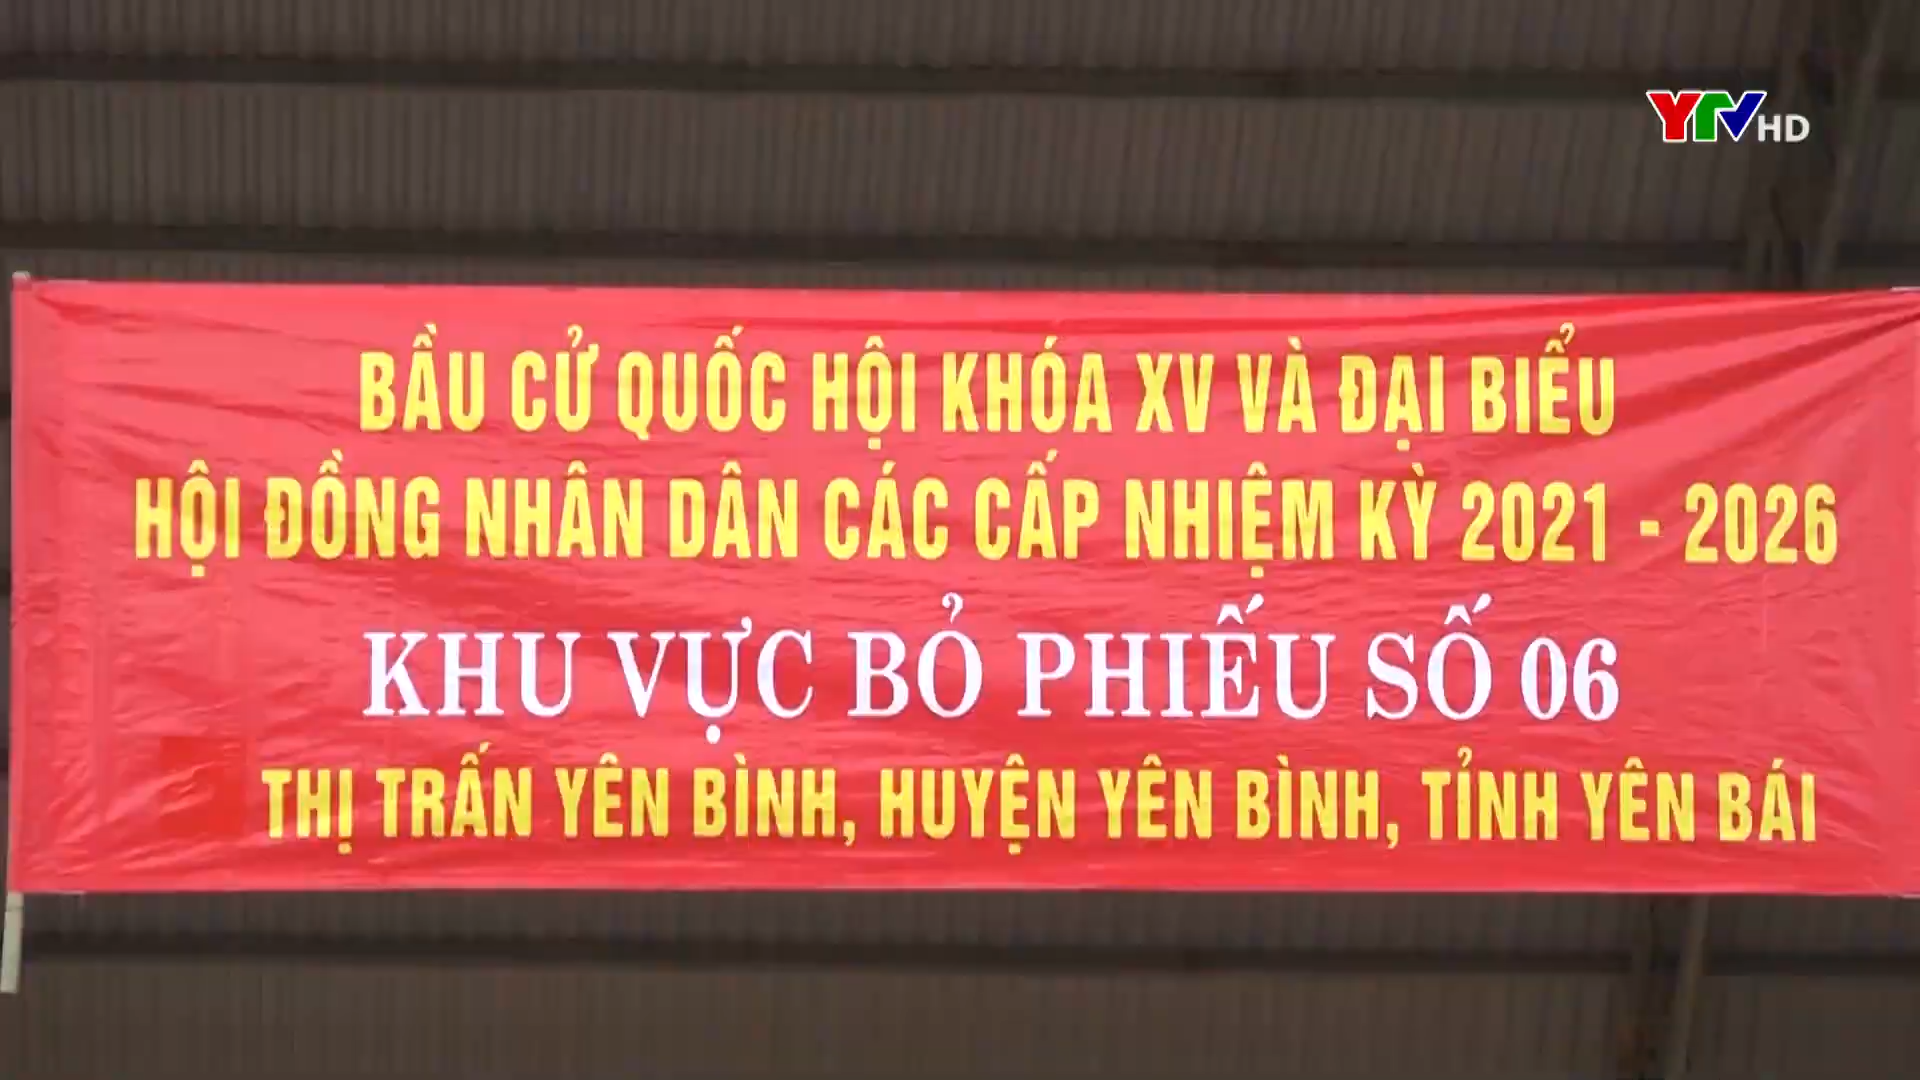 YTV HD
BẦU CỬ QUỐC HỘI KHÓA XV VÀ ĐẠI BIỂU
HỘI ĐỒNG NHÂN DÂN CÁC CẤP NHIỆM KỲ 2021 - 2026
KHU VỰC BỎ PHIẾU SỐ 06
THỊ TRẤN YÊN BÌNH, HUYỆN YÊN BÌNH, TỈNH YÊN BÁI